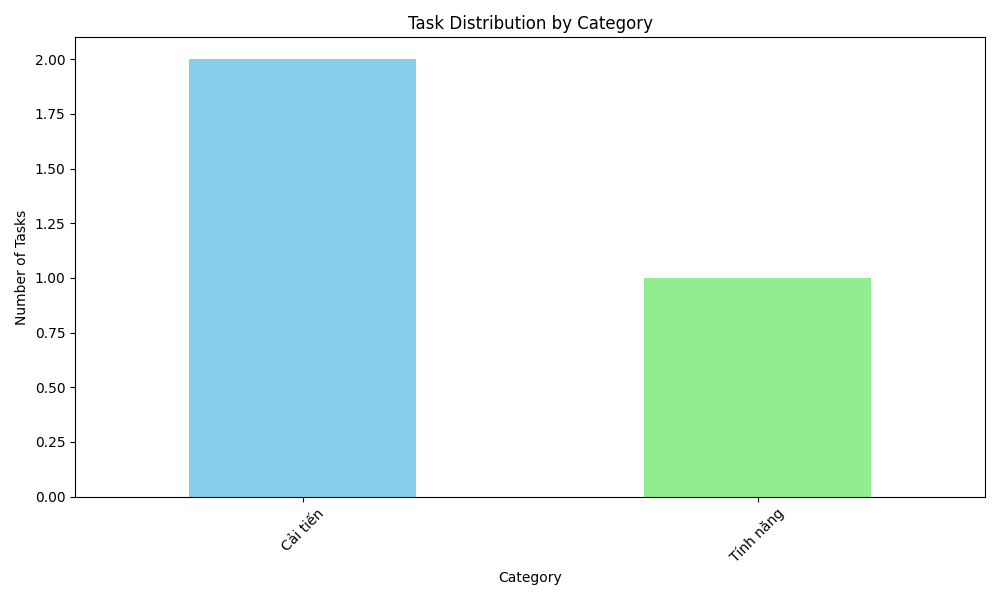 Task Distribution by Category
Number of Tasks
2.00
1.75
1.50
1.25
1.00
0.75
0.50
0.25
0.00
Cải tiến
Tính năng
Category